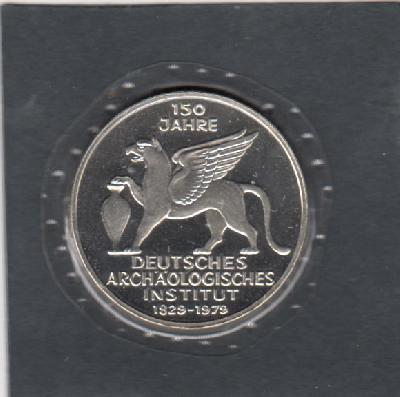 150
JAHRE
DEUTSCHES
ARCHÄOLOGISCHES
INSTITUT
1829-1979